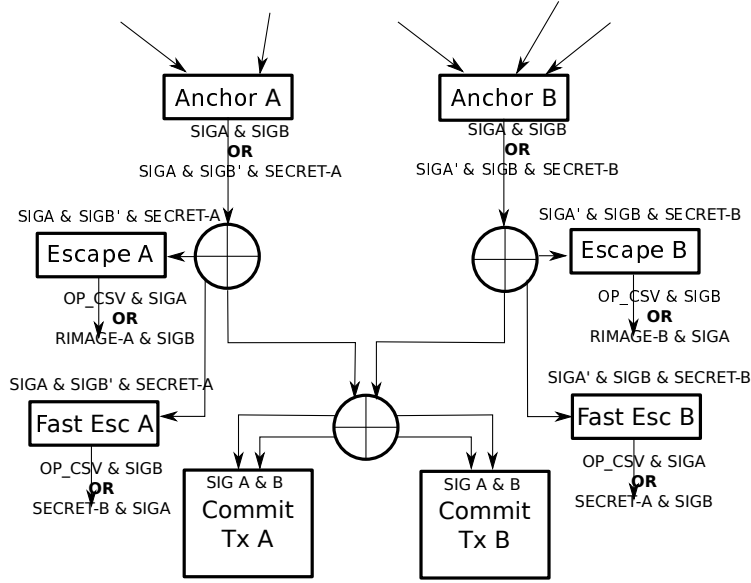 Anchor A
Anchor B
SIGA & SIGB
OR
SIGA & SIGB' & SECRET-A
SIGA & SIGB
OR
SIGA' & SIGB & SECRET-B
SIGA & SIGB' & SECRET-A
Escape A
OP_CSV & SIGA
OR
RIMAGE-A & SIGB
SIGA' & SIGB & SECRET-B
Escape B
OP_CSV & SIGB
OR
RIMAGE-B & SIGA
SIGA & SIGB' & SECRET-A
Fast Esc A
OP_CSV & SIGB
OR
SECRET-B & SIGA
SIGA' & SIGB & SECRET-B
Fast Esc B
OP_CSV & SIGA
OR
SECRET-A & SIGB
SIG A & B
Commit
Tx A
SIG A & B
Commit
Tx B